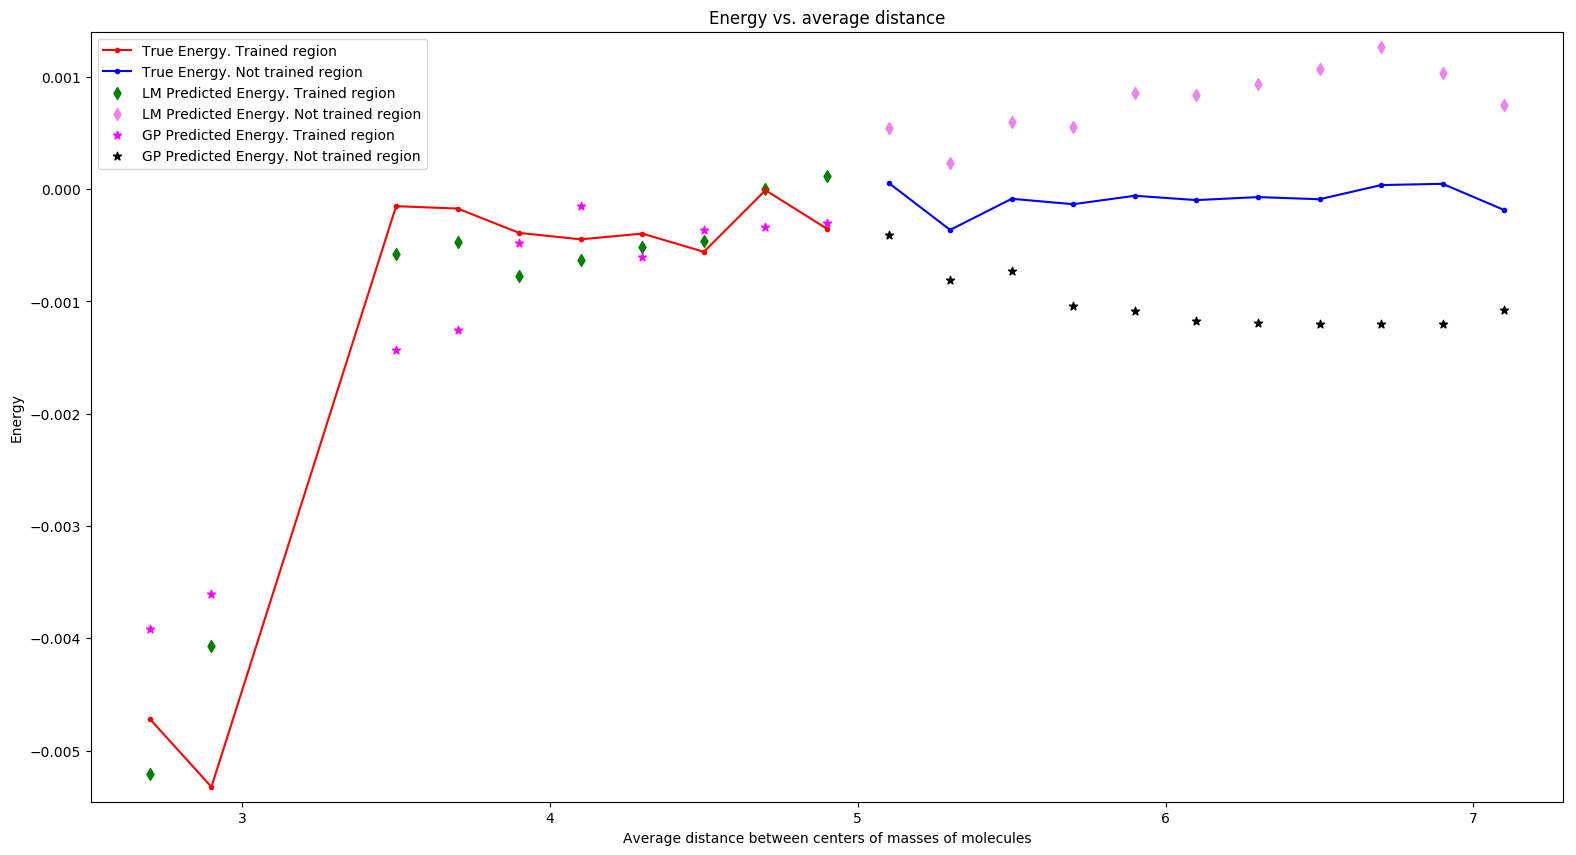 Energy vs. average distance
True Energy. Trained region
True Energy. Not trained region
LM Predicted Energy. Trained region
LM Predicted Energy. Not trained region
GP Predicted Energy. Trained region
GP Predicted Energy. Not trained region
0.001
0.000
−0.001
−0.002
−0.003
−0.004
−0.005
Energy
3 4 5 6 7
Average distance between centers of masses of molecules